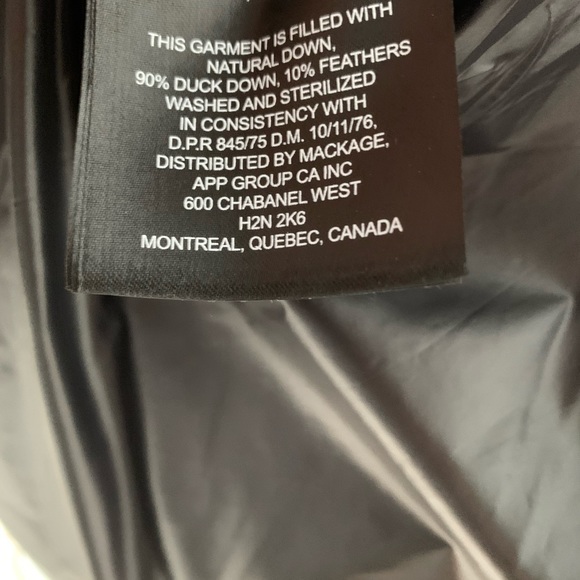 THIS GARMENT IS FILLED WITH
NATURAL DOWN,
90% DUCK DOWN, 10% FEATHERS
WASHED AND STERILIZED
IN CONSISTENCY WITH
D.P.R 845/75 D.M. 10/11/76,
DISTRIBUTED BY MACKAGE,
APP GROUP CA INC
600 CHABANEL WEST
H2N 2K6
MONTREAL, QUEBEC, CANADA